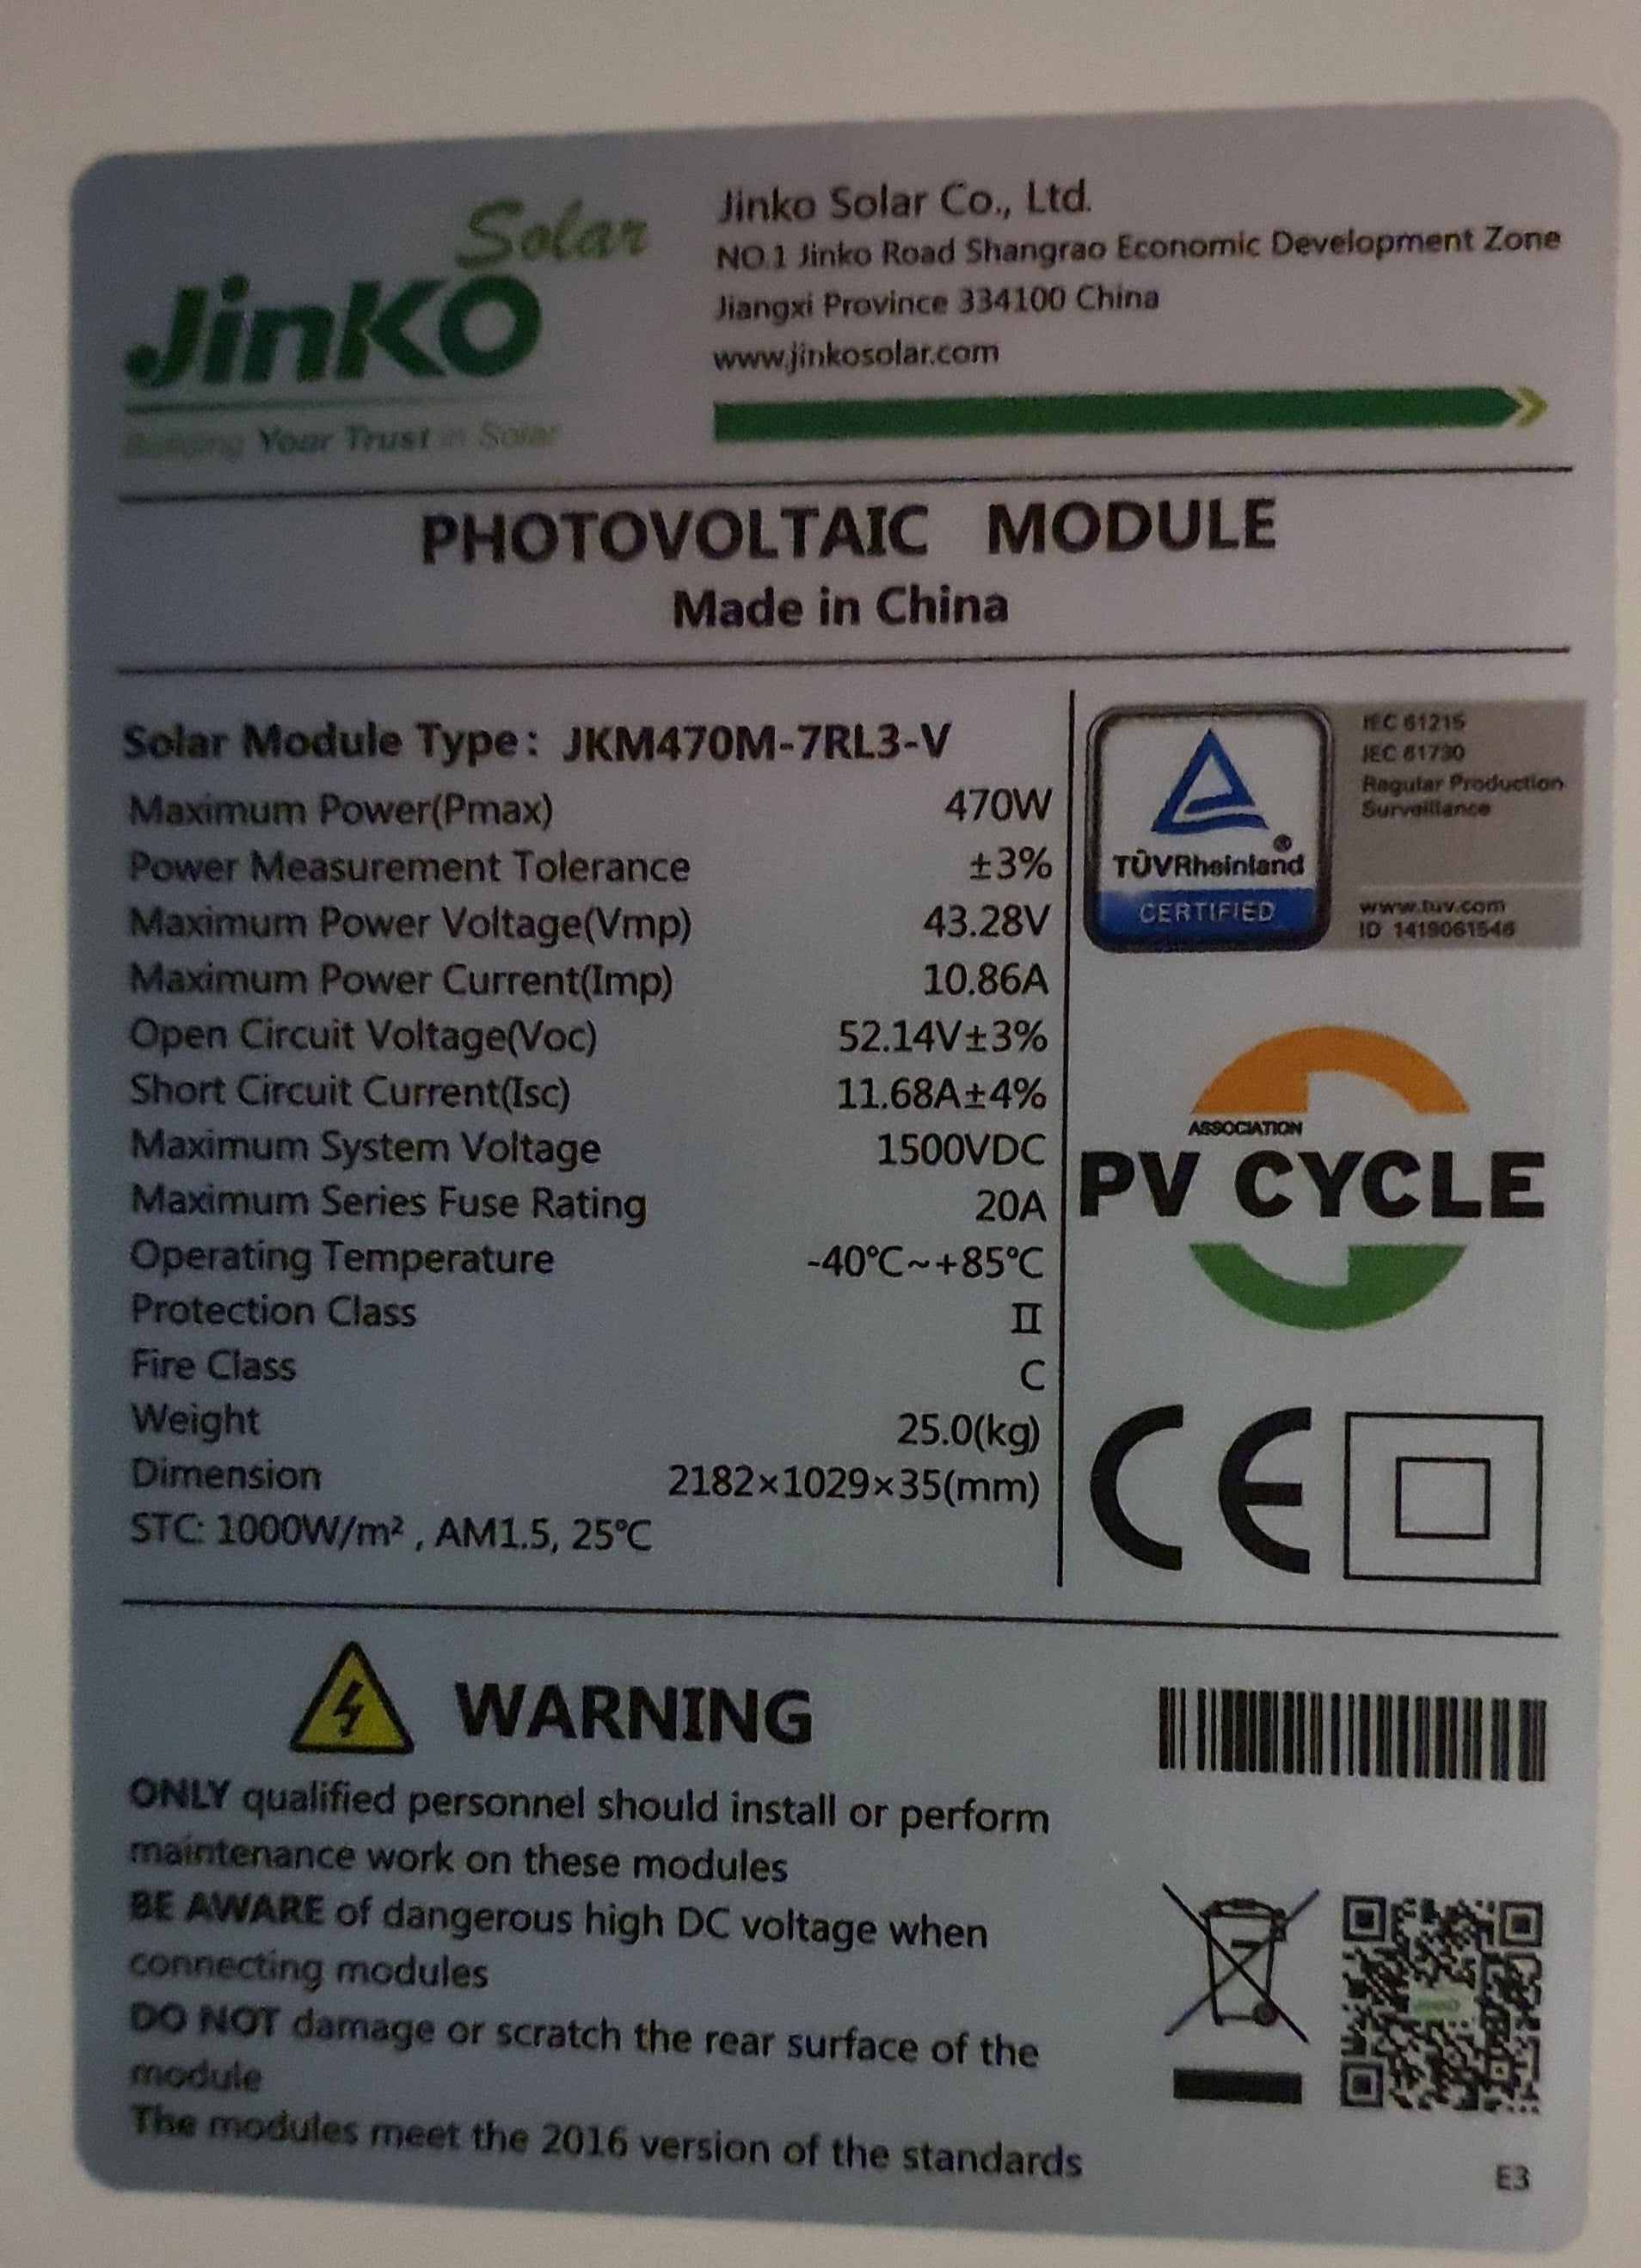 Solar
JinKO
Building Your Trust in Solar
Jinko Solar Co., Ltd.
NO.1 Jinko Road Shangrao Economic Development Zone
Jiangxi Province 334100 China
www.jinkosolar.com
PHOTOVOLTAIC MODULE
Made in China
Solar Module Type: JKM470M-7RL3-V
Maximum Power(Pmax) 470W
Power Measurement Tolerance ±3%
Maximum Power Voltage(Vmp) 43.28V
Maximum Power Current(Imp) 10.86A
Open Circuit Voltage(Voc) 52.14V±3%
Short Circuit Current(Isc) 11.68A±4%
Maximum System Voltage 1500VDC
Maximum Series Fuse Rating 20A
Operating Temperature -40℃~+85℃
Protection Class II
Fire Class C
Weight 25.0(kg)
Dimension 2182×1029×35(mm)
STC: 1000W/m² , AM1.5, 25℃
TÜVRheinland ®
CERTIFIED
IEC 61215
IEC 61730
Regular Production
Surveillance
www.tuv.com
ID 1419061546
ASSOCIATION
PV CYCLE
CE
WARNING
ONLY qualified personnel should install or perform
maintenance work on these modules
BE AWARE of dangerous high DC voltage when
connecting modules
DO NOT damage or scratch the rear surface of the
module
The modules meet the 2016 version of the standards
E3